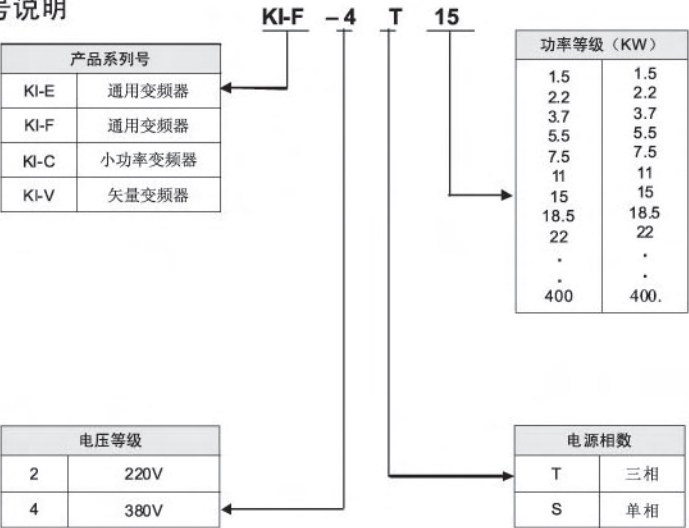 号说明
KI-F – 4 T 15
产品系列号
KI-E 通用变频器
KI-F 通用变频器
KI-C 小功率变频器
KI-V 矢量变频器
功率等级（KW）
1.5 1.5
2.2 2.2
3.7 3.7
5.5 5.5
7.5 7.5
11 11
15 15
18.5 18.5
22 22
. .
. .
400 400.
电压等级
2 220V
4 380V
电源相数
T 三相
S 单相